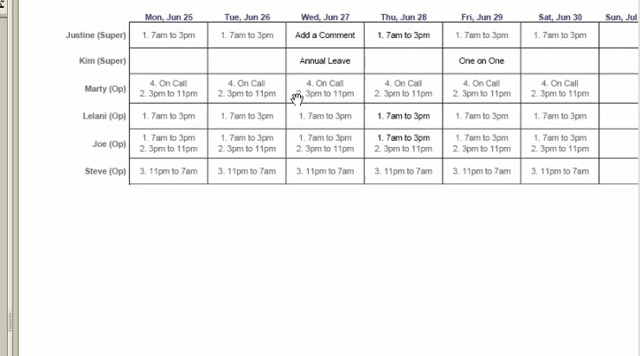 Mon, Jun 25 Tue, Jun 26 Wed, Jun 27 Thu, Jun 28 Fri, Jun 29 Sat, Jun 30 Sun, Jul
Justine (Super) 1. 7am to 3pm 1. 7am to 3pm Add a Comment 1. 7am to 3pm 1. 7am to 3pm 1. 7am to 3pm
Kim (Super) Annual Leave One on One
Marty (Op) 4. On Call 4. On Call 4. On Call 4. On Call 4. On Call 4. On Call
2. 3pm to 11pm 2. 3pm to 11pm 3pm to 11pm 2. 3pm to 11pm 2. 3pm to 11pm 2. 3pm to 11pm
Lelani (Op) 1. 7am to 3pm 1. 7am to 3pm 1. 7am to 3pm 1. 7am to 3pm 1. 7am to 3pm 1. 7am to 3pm
Joe (Op) 1. 7am to 3pm 1. 7am to 3pm 1. 7am to 3pm 1. 7am to 3pm 1. 7am to 3pm 1. 7am to 3pm
2. 3pm to 11pm 2. 3pm to 11pm 2. 3pm to 11pm 2. 3pm to 11pm 2. 3pm to 11pm 2. 3pm to 11pm
Steve (Op) 3. 11pm to 7am 3. 11pm to 7am 3. 11pm to 7am 3. 11pm to 7am 3. 11pm to 7am 3. 11pm to 7am